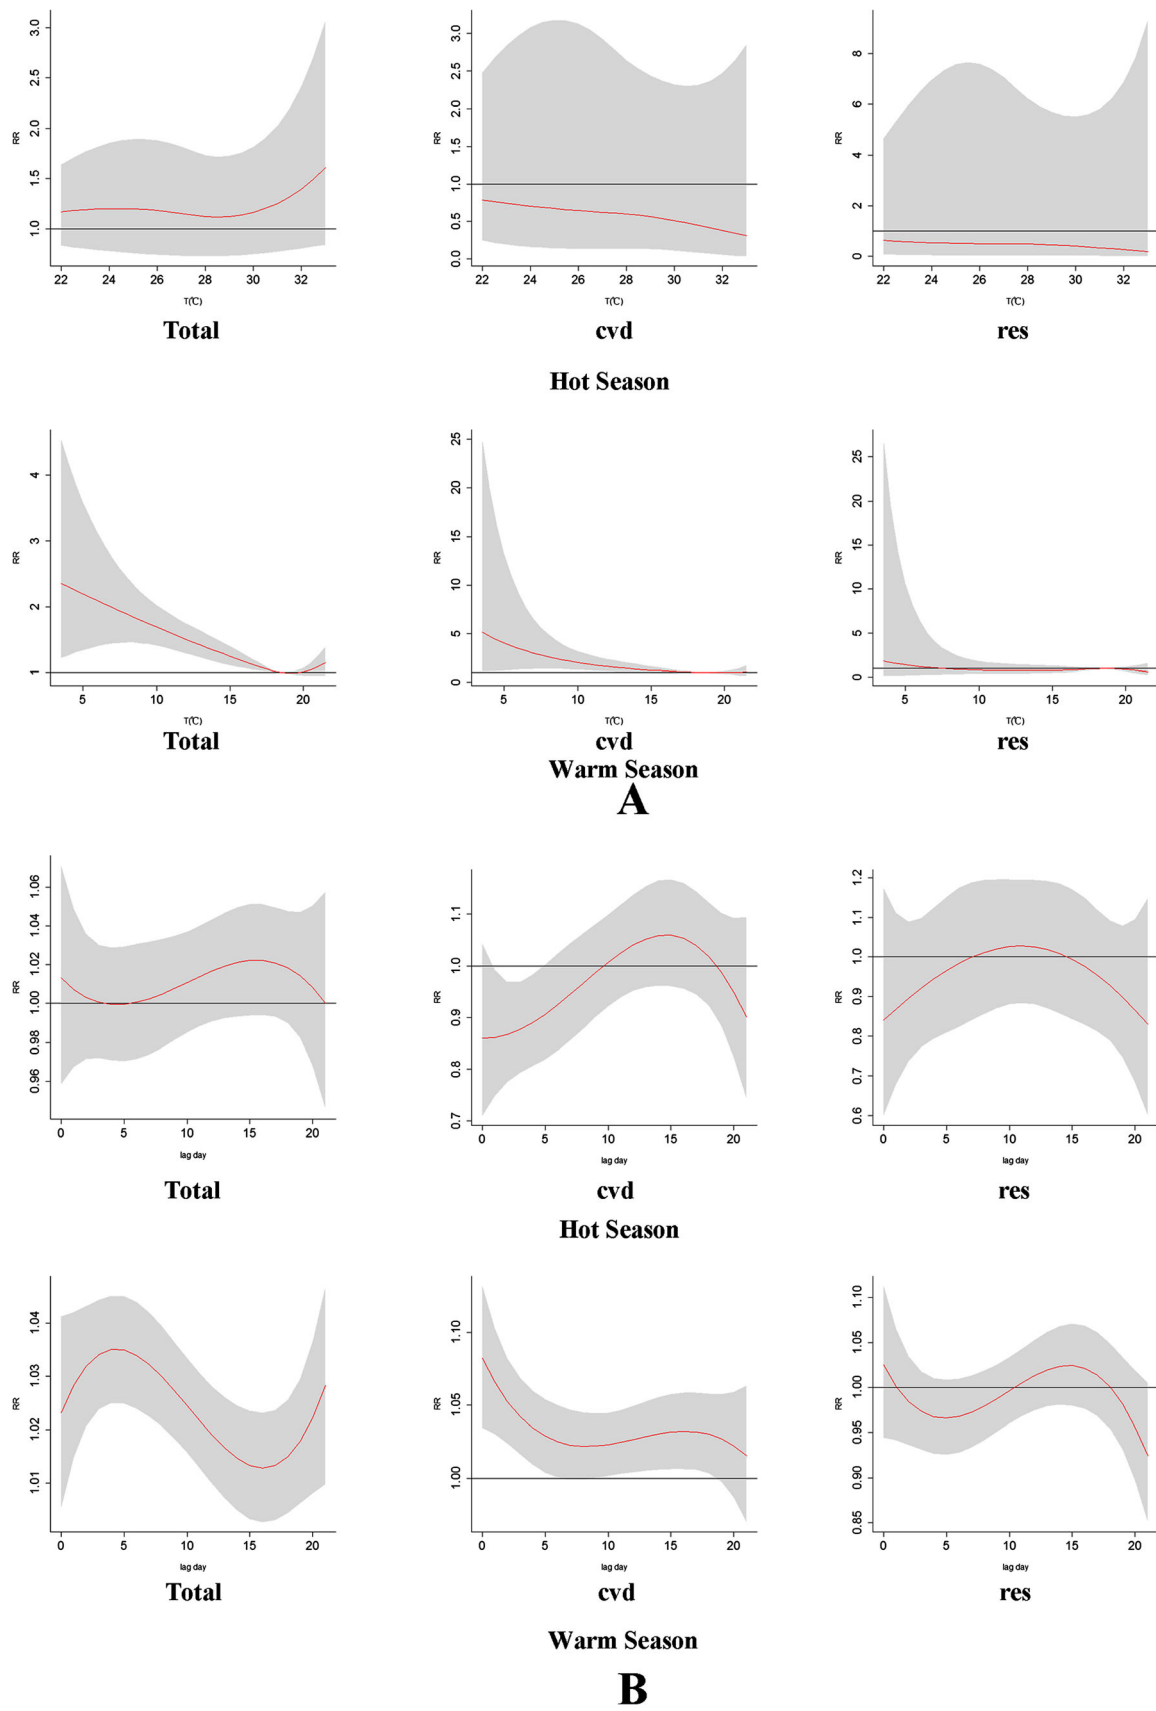 RR
1.0 1.5 2.0 2.5 3.0
22 24 26 28 30 32
T(℃)
Total
RR
0.0 0.5 1.0 1.5 2.0 2.5 3.0
22 24 26 28 30 32
T(℃)
cvd
RR
0 2 4 6 8
22 24 26 28 30 32
T(℃)
res
Hot Season
RR
1 2 3 4
5 10 15 20
T(℃)
Total
RR
0 5 10 15 20 25
5 10 15 20
T(℃)
cvd
RR
0 5 10 15 20 25
5 10 15 20
T(℃)
res
Warm Season
A
RR
0.96 0.98 1.00 1.02 1.04 1.06
0 5 10 15 20
lag day
Total
RR
0.7 0.8 0.9 1.0 1.1
0 5 10 15 20
lag day
cvd
RR
0.6 0.7 0.8 0.9 1.0 1.1 1.2
0 5 10 15 20
lag day
res
Hot Season
RR
1.01 1.02 1.03 1.04
0 5 10 15 20
lag day
Total
RR
1.00 1.05 1.10
0 5 10 15 20
lag day
cvd
RR
0.85 0.90 0.95 1.00 1.05 1.10
0 5 10 15 20
lag day
res
Warm Season
B